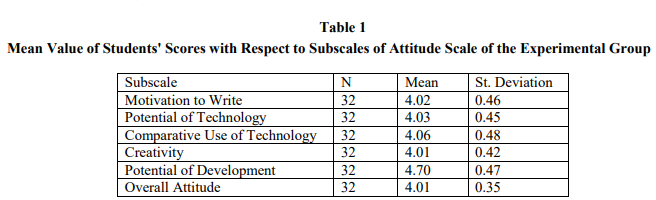 Table 1
Mean Value of Students' Scores with Respect to Subscales of Attitude Scale of the Experimental Group
Subscale N Mean St. Deviation
Motivation to Write 32 4.02 0.46
Potential of Technology 32 4.03 0.45
Comparative Use of Technology 32 4.06 0.48
Creativity 32 4.01 0.42
Potential of Development 32 4.70 0.47
Overall Attitude 32 4.01 0.35